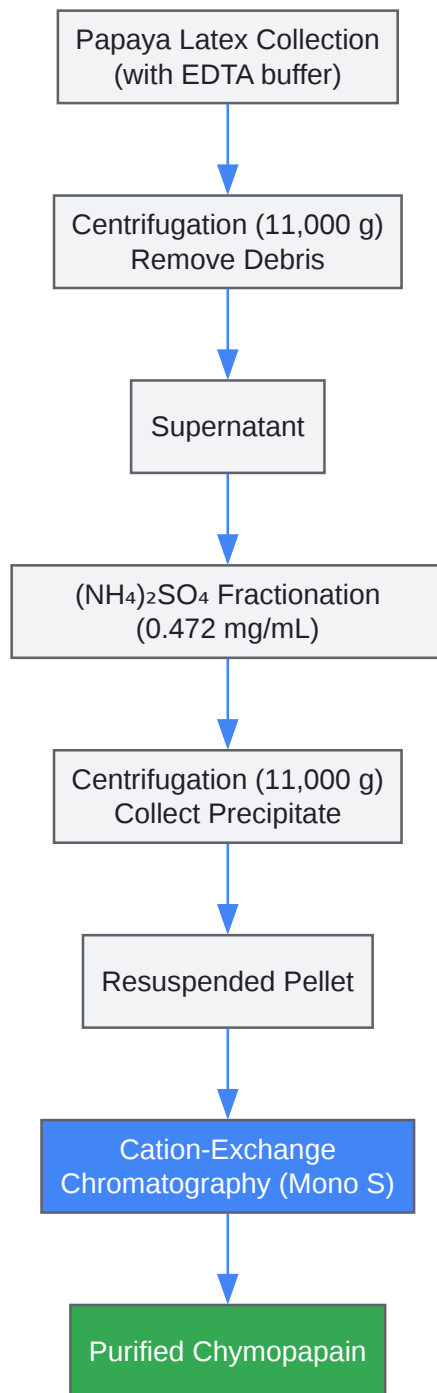 Papaya Latex Collection
(with EDTA buffer)
Centrifugation (11,000 g)
Remove Debris
Supernatant
(NH₄)₂SO₄ Fractionation
(0.472 mg/mL)
Centrifugation (11,000 g)
Collect Precipitate
Resuspended Pellet
Cation-Exchange
Chromatography (Mono S)
Purified Chymopapain